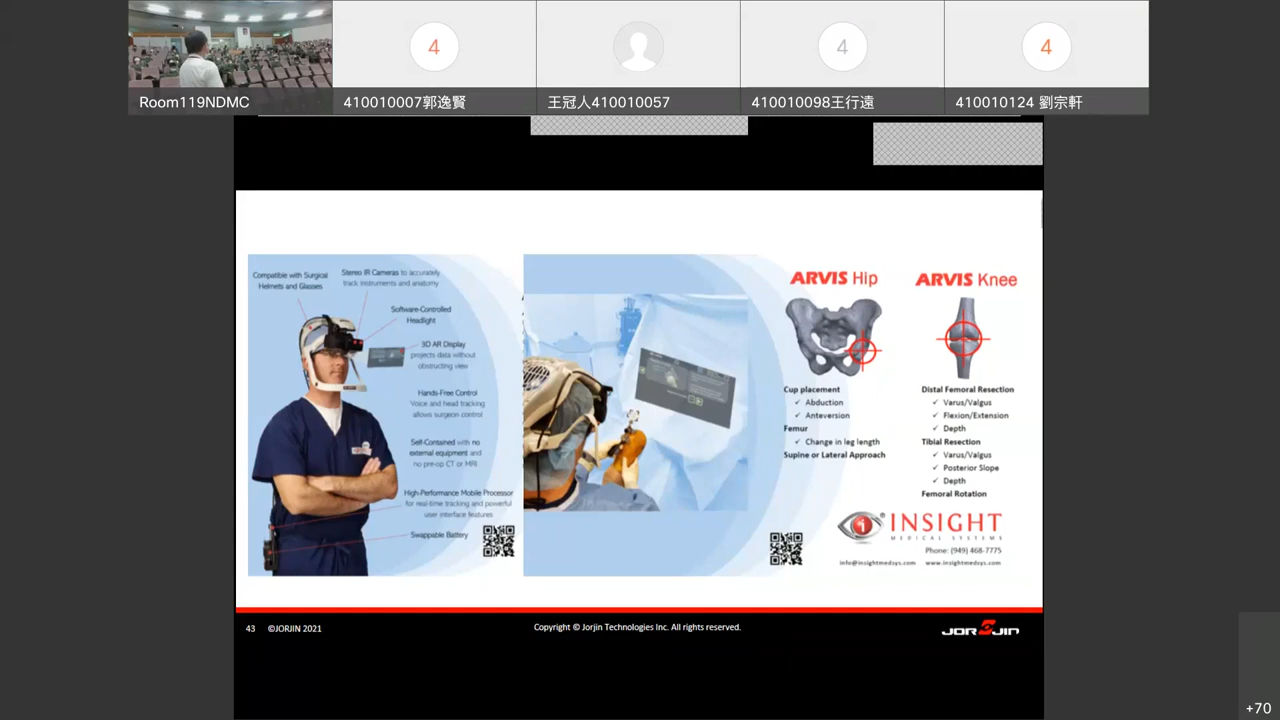 4
4
4
Room119NDMC
410010007郭逸賢
王冠人410010057
410010098王行遠
410010124 劉宗軒
Compatible with Surgical
Helmets and Glasses
Stereo IR Cameras to accurately
track instruments and anatomy
Software-Controlled
Headlight
3D AR Display
projects data without
obstructing view
Hands-Free Control
Voice and head tracking
allows surgeon control
Self-Contained with no
external equipment and
no pre-op CT or MRI
High-Performance Mobile Processor
for real-time tracking and powerful
user interface features
Swappable Battery
ARVIS Hip
Cup placement
✓ Abduction
✓ Anteversion
Femur
✓ Change in leg length
Supine or Lateral Approach
ARVIS Knee
Distal Femoral Resection
✓ Varus/Valgus
✓ Flexion/Extension
✓ Depth
Tibial Resection
✓ Varus/Valgus
✓ Posterior Slope
✓ Depth
Femoral Rotation
INSIGHT®
MEDICAL SYSTEMS
Phone: (949) 468-7775
info@insightmedsys.com www.insightmedsys.com
43 ©JORJIN 2021
Copyright © Jorjin Technologies Inc. All rights reserved.
JORJIN
+70